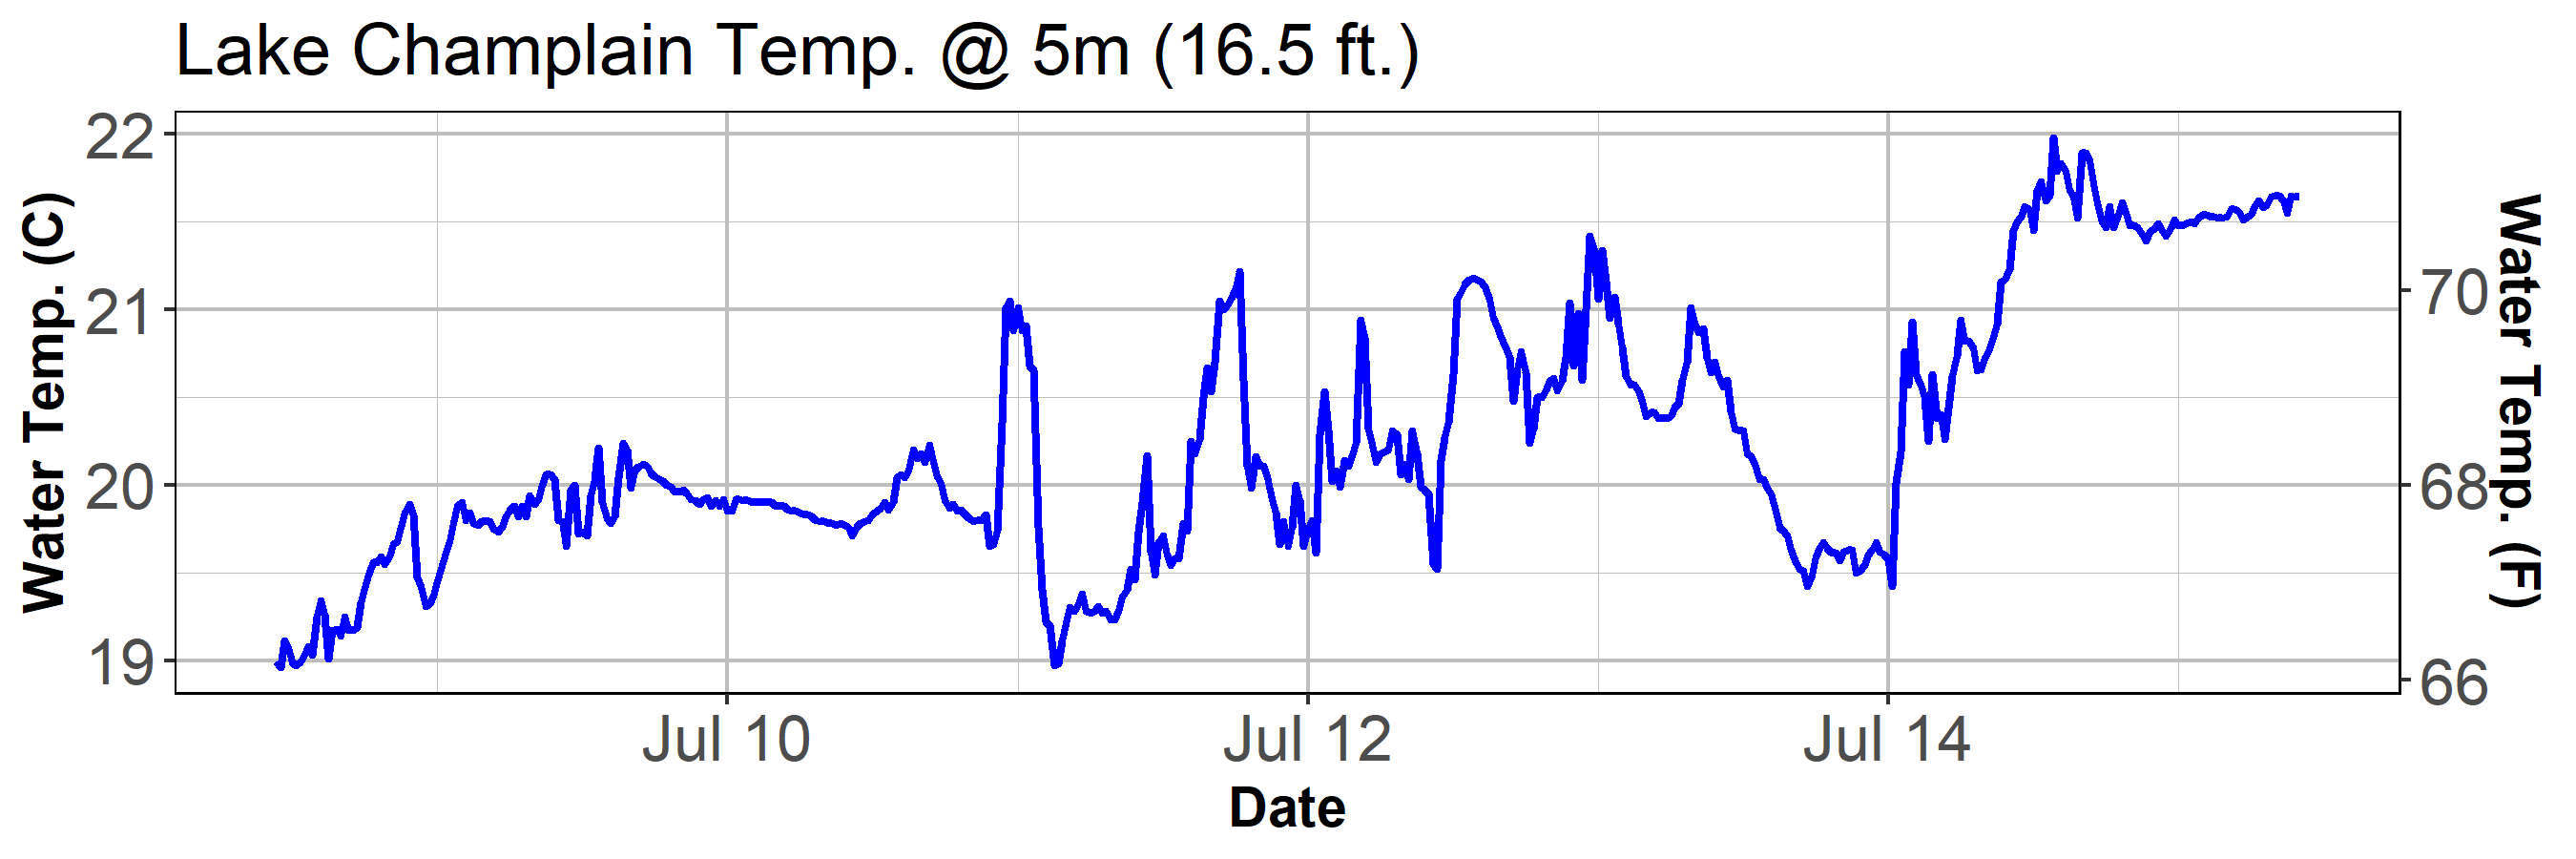 Lake Champlain Temp. @ 5m (16.5 ft.)
Water Temp. (C)
22
21
20
19
70
68
66
Water Temp. (F)
Jul 10
Jul 12
Jul 14
Date